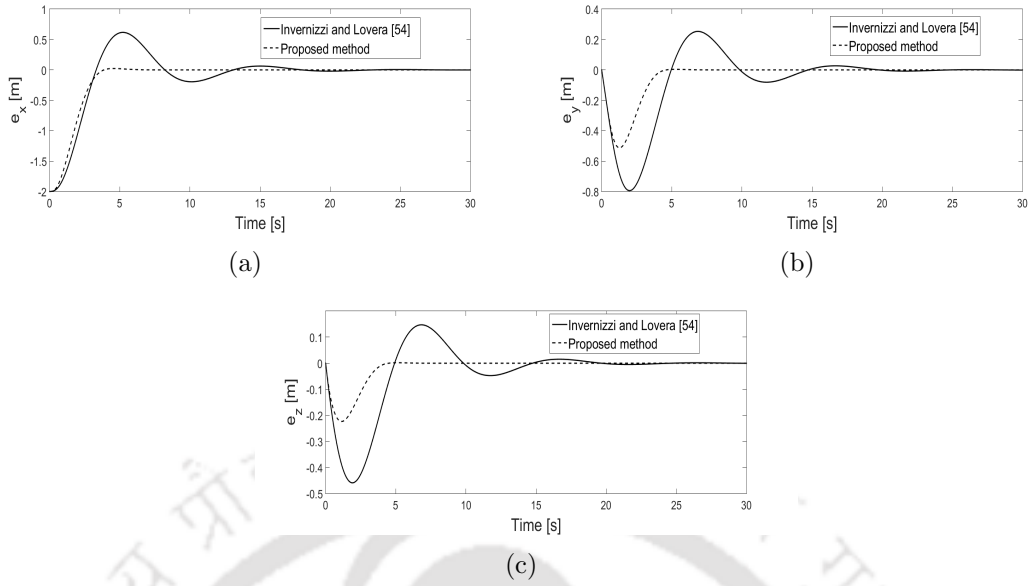 1
0.5
0
-0.5
-1
-1.5
-2
e_x [m]
0 5 10 15 20 25 30
Time [s]
Invernizzi and Lovera [54]
Proposed method
(a)
0.4
0.2
0
-0.2
-0.4
-0.6
-0.8
e_y [m]
0 5 10 15 20 25 30
Time [s]
Invernizzi and Lovera [54]
Proposed method
(b)
0.1
0
-0.1
-0.2
-0.3
-0.4
-0.5
e_z [m]
0 5 10 15 20 25 30
Time [s]
Invernizzi and Lovera [54]
Proposed method
(c)